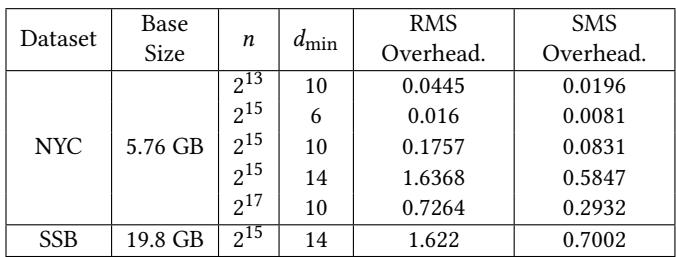 Dataset Base Size n d_min RMS Overhead. SMS Overhead.
NYC 5.76 GB 2^13 10 0.0445 0.0196
2^15 6 0.016 0.0081
2^15 10 0.1757 0.0831
2^15 14 1.6368 0.5847
2^17 10 0.7264 0.2932
SSB 19.8 GB 2^15 14 1.622 0.7002